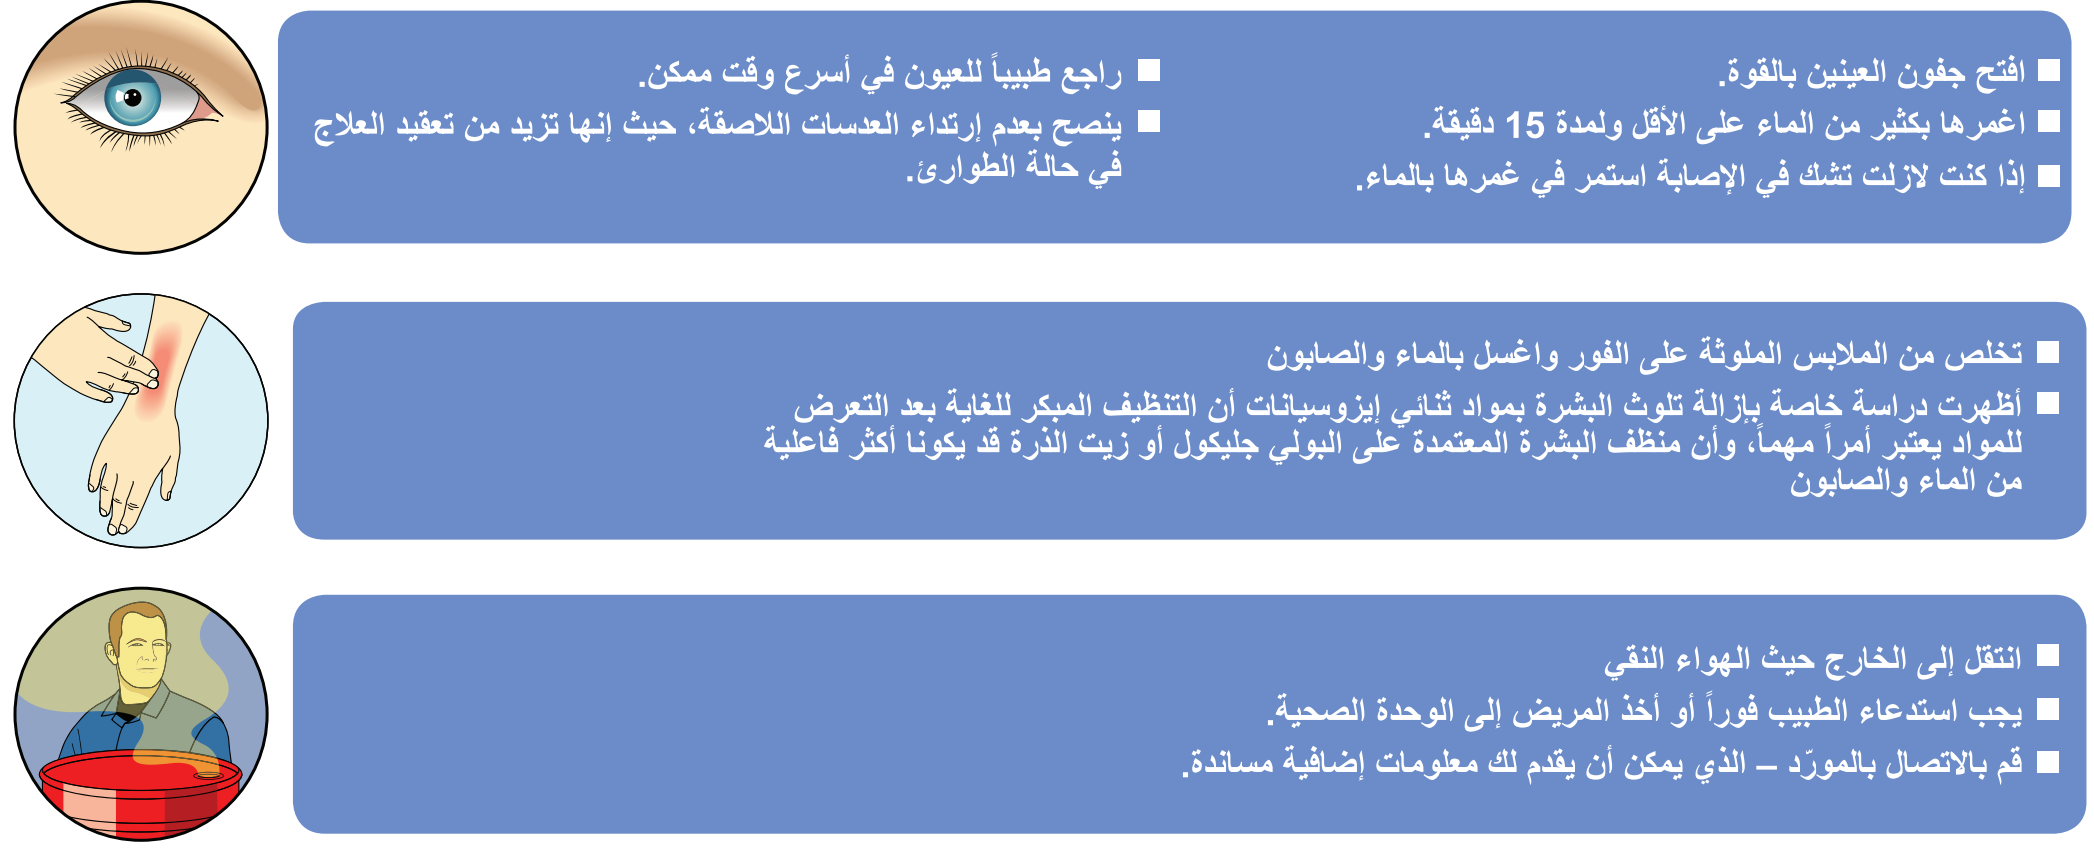 افتح جفون العينين بالقوة.
اغمرها بكثير من الماء على الأقل ولمدة 15 دقيقة.
إذا كنت لازلت تشك في الإصابة استمر في غمرها بالماء.
راجع طبيباً للعيون في أسرع وقت ممكن.
ينصح بعدم إرتداء العدسات اللاصقة، حيث إنها تزيد من تعقيد العلاج
في حالة الطوارئ.
تخلص من الملابس الملوثة على الفور واغسل بالماء والصابون
أظهرت دراسة خاصة بإزالة تلوث البشرة بمواد ثنائي إيزوسيانات أن التنظيف المبكر للغاية بعد التعرض
للمواد يعتبر أمراً مهماً، وأن منظف البشرة المعتمدة على البولي جليكول أو زيت الذرة قد يكونا أكثر فاعلية
من الماء والصابون
انتقل إلى الخارج حيث الهواء النقي
يجب استدعاء الطبيب فوراً أو أخذ المريض إلى الوحدة الصحية.
قم بالاتصال بالمورّد – الذي يمكن أن يقدم لك معلومات إضافية مساندة.